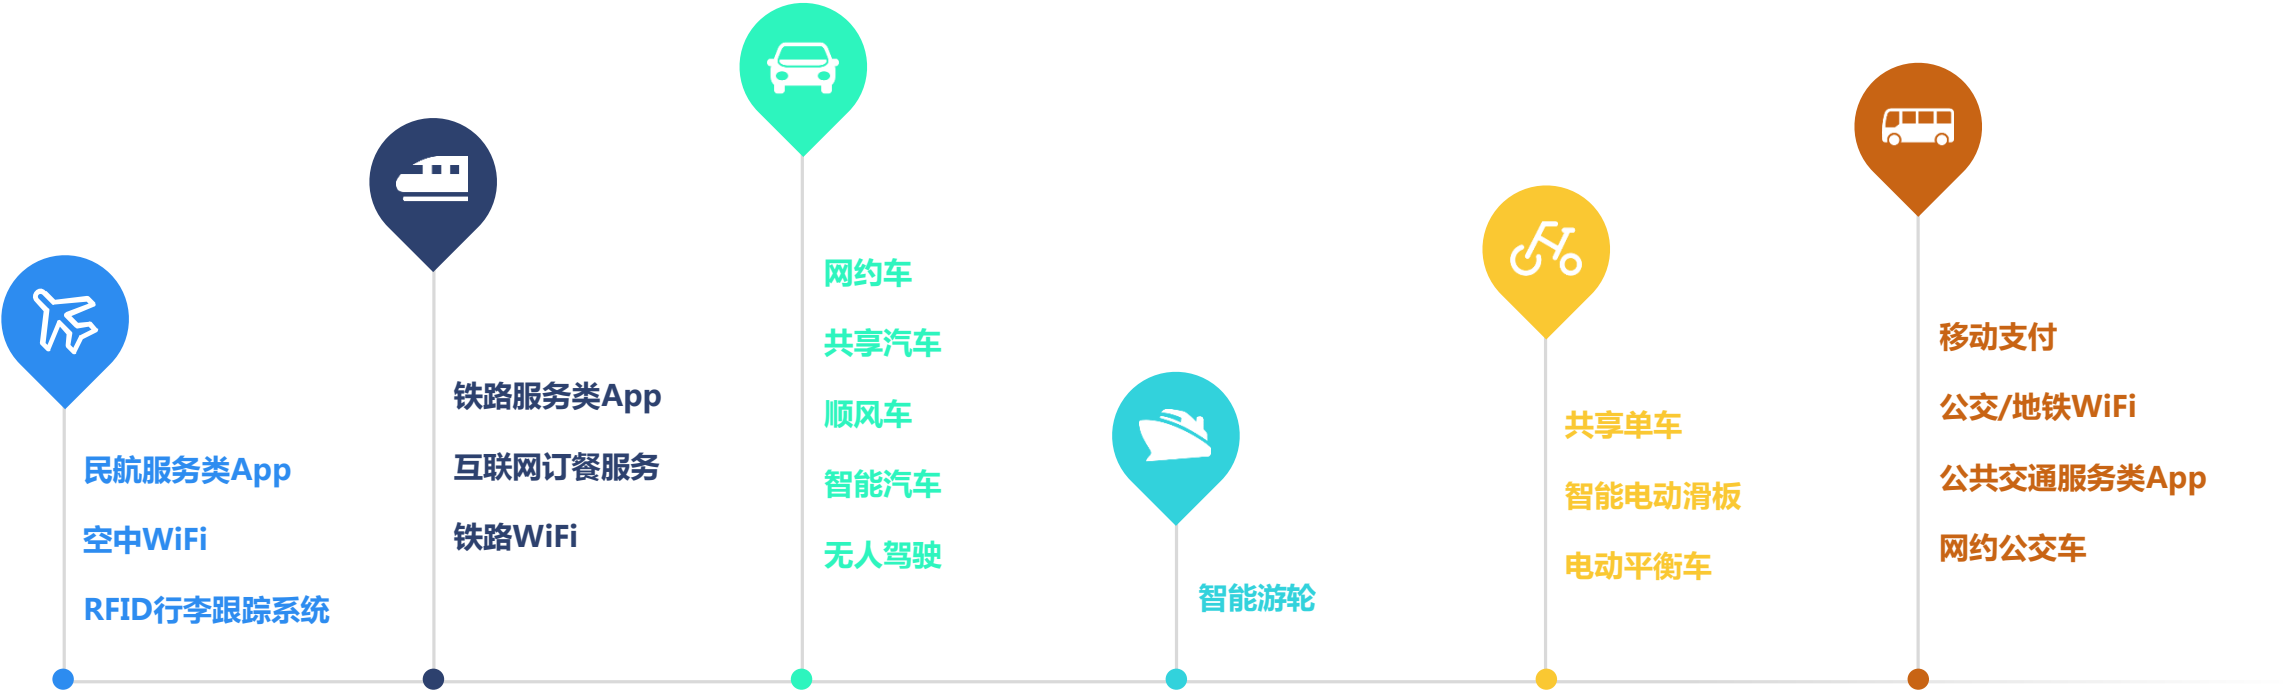 民航服务类App
空中WiFi
RFID行李跟踪系统
铁路服务类App
互联网订餐服务
铁路WiFi
网约车
共享汽车
顺风车
智能汽车
无人驾驶
智能游轮
共享单车
智能电动滑板
电动平衡车
移动支付
公交/地铁WiFi
公共交通服务类App
网约公交车